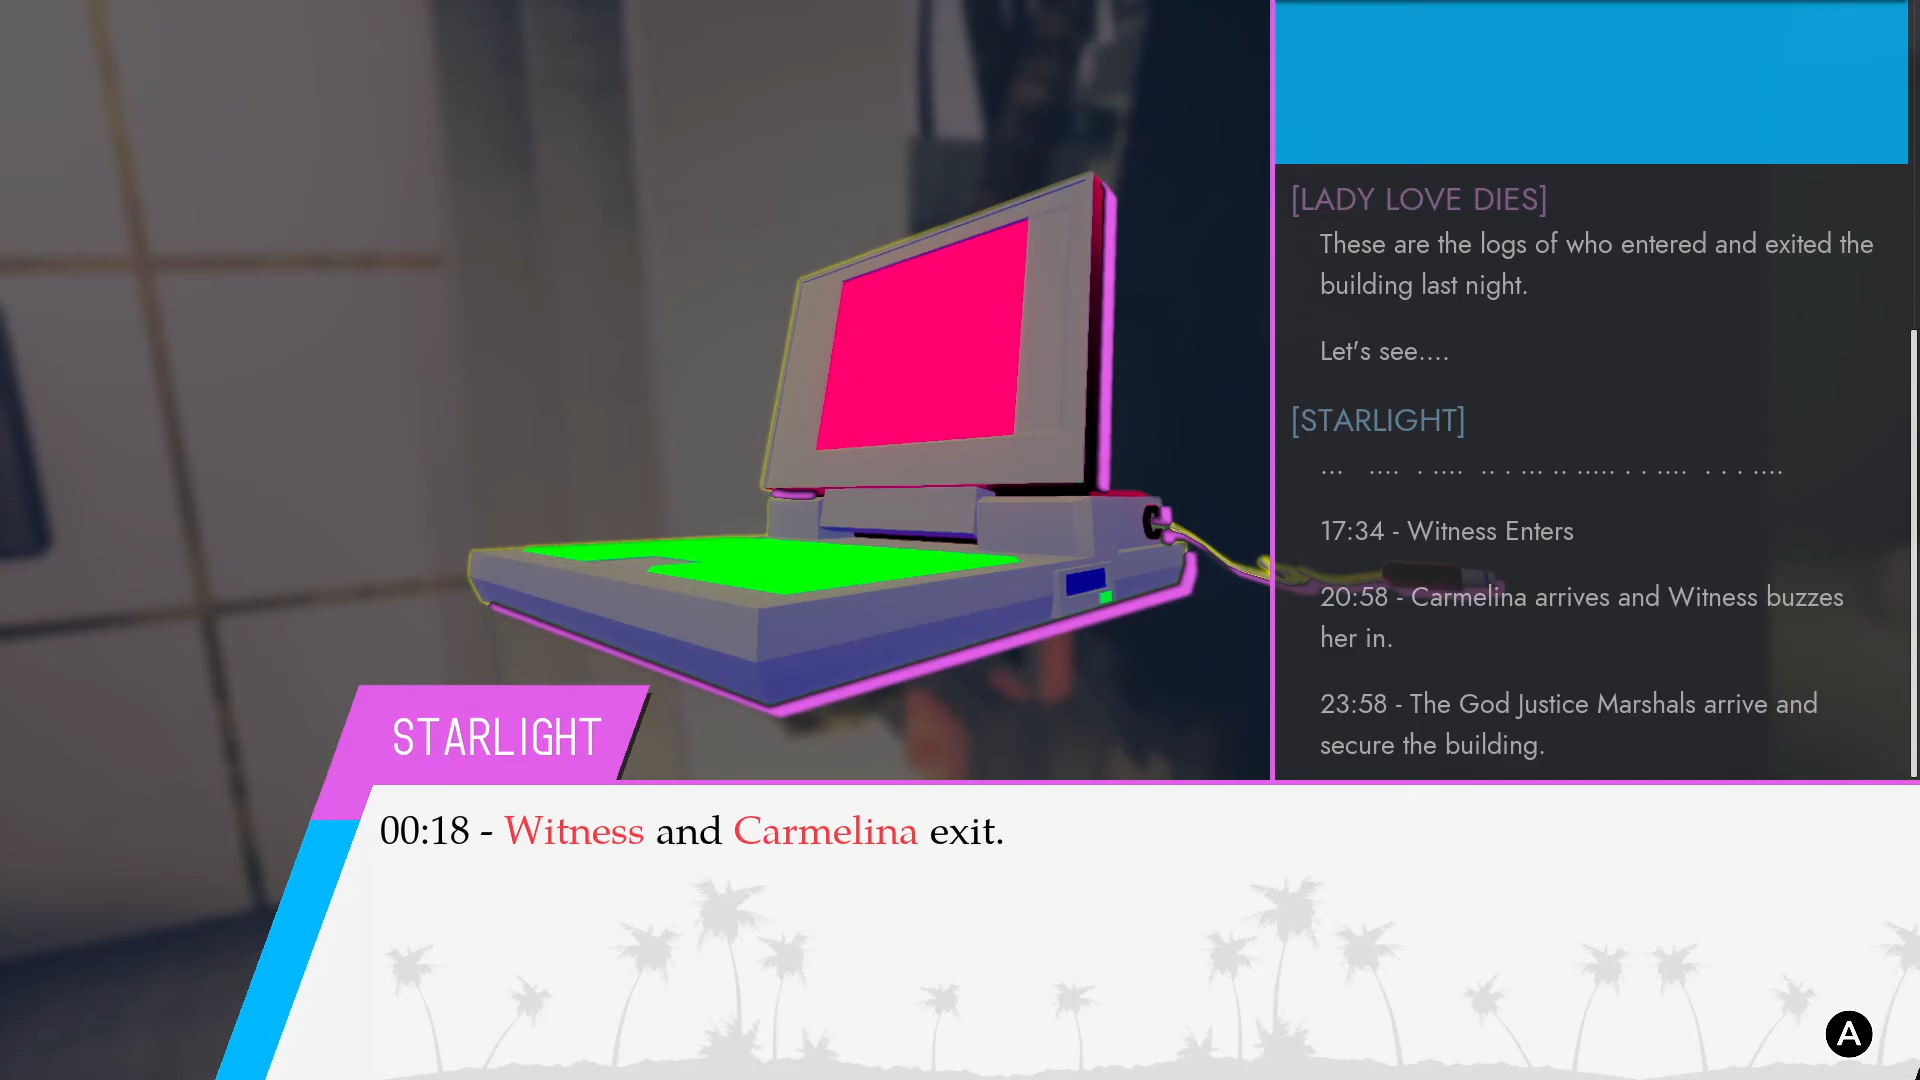 [LADY LOVE DIES]
These are the logs of who entered and exited the
building last night.
Let's see....
[STARLIGHT]
... .... . .... .. . ... .. ..... . . .... . . . ....
17:34 - Witness Enters
20:58 - Carmelina arrives and Witness buzzes
her in.
23:58 - The God Justice Marshals arrive and
secure the building.
STARLIGHT
00:18 - Witness and Carmelina exit.
A